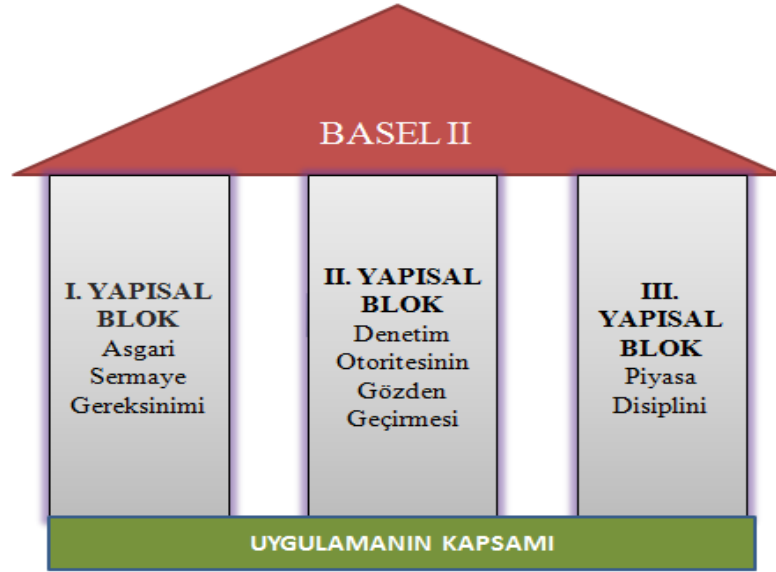 BASEL II
I. YAPISAL
BLOK
Asgari
Sermaye
Gereksinimi
II. YAPISAL
BLOK
Denetim
Otoritesinin
Gözden
Geçirmesi
III.
YAPISAL
BLOK
Piyasa
Disiplini
UYGULAMANIN KAPSAMI